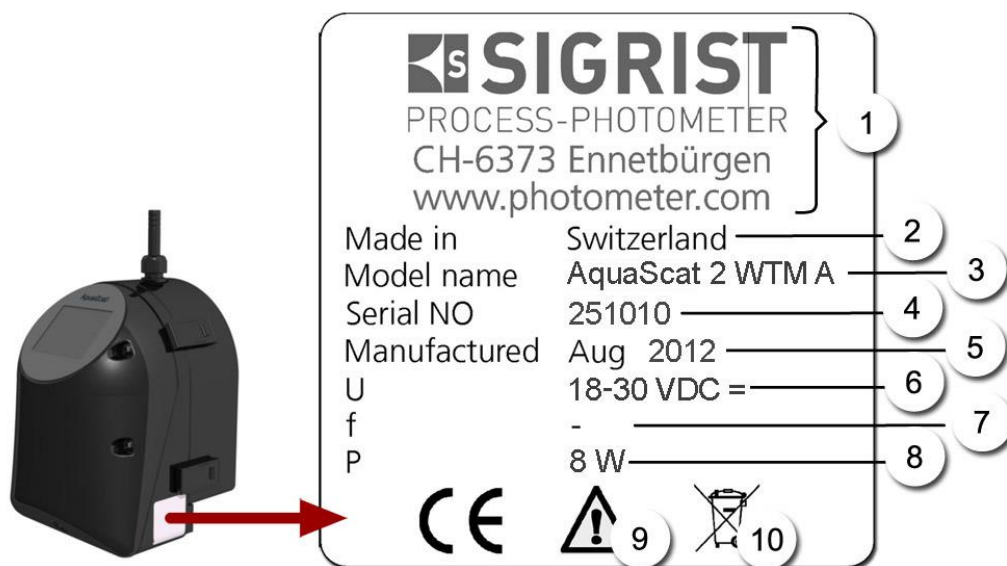 S SIGRIST
PROCESS-PHOTOMETER
CH-6373 Ennetbürgen
www.photometer.com
1
Made in Switzerland 2
Model name AquaScat 2 WTM A 3
Serial NO 251010 4
Manufactured Aug 2012 5
U 18-30 VDC = 6
f - 7
P 8 W 8
CE 9 10
AquaScat